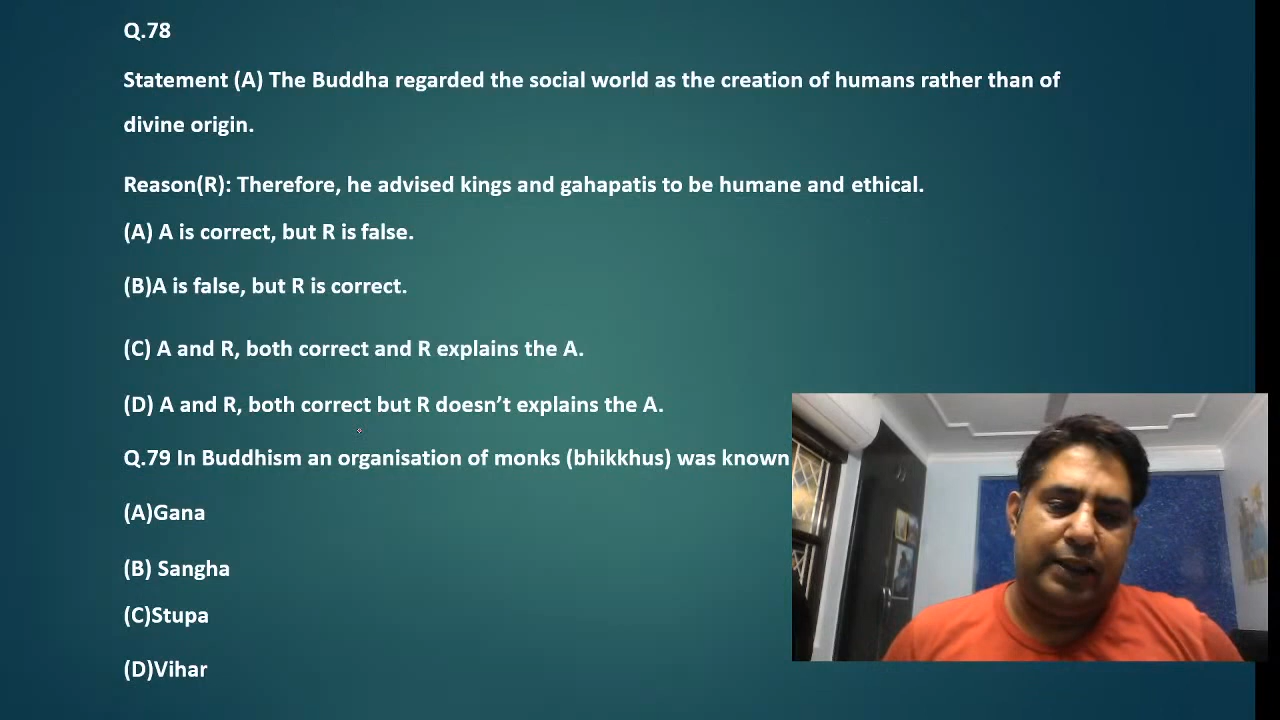 Q.78
Statement (A) The Buddha regarded the social world as the creation of humans rather than of
divine origin.
Reason(R): Therefore, he advised kings and gahapatis to be humane and ethical.
(A) A is correct, but R is false.
(B)A is false, but R is correct.
(C) A and R, both correct and R explains the A.
(D) A and R, both correct but R doesn’t explains the A.
Q.79 In Buddhism an organisation of monks (bhikkhus) was known
(A)Gana
(B) Sangha
(C)Stupa
(D)Vihar